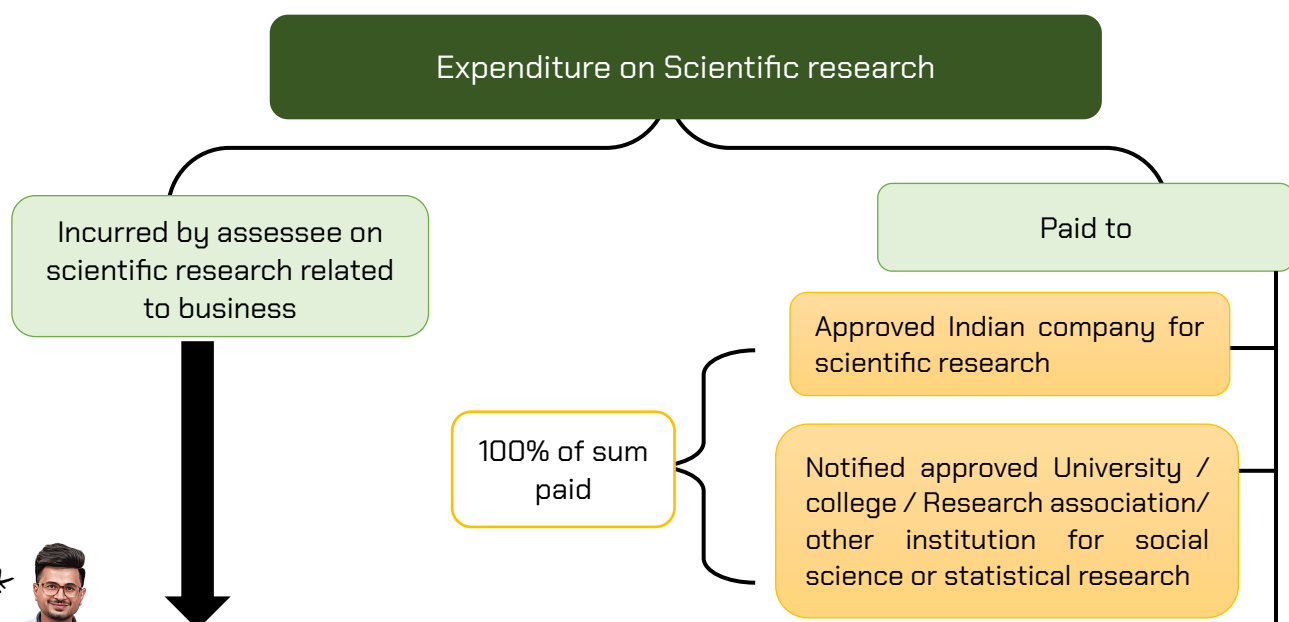 Expenditure on Scientific research
Incurred by assessee on
scientific research related
to business
Paid to
Approved Indian company for
scientific research
100% of sum
paid
Notified approved University /
college / Research association/
other institution for social
science or statistical research